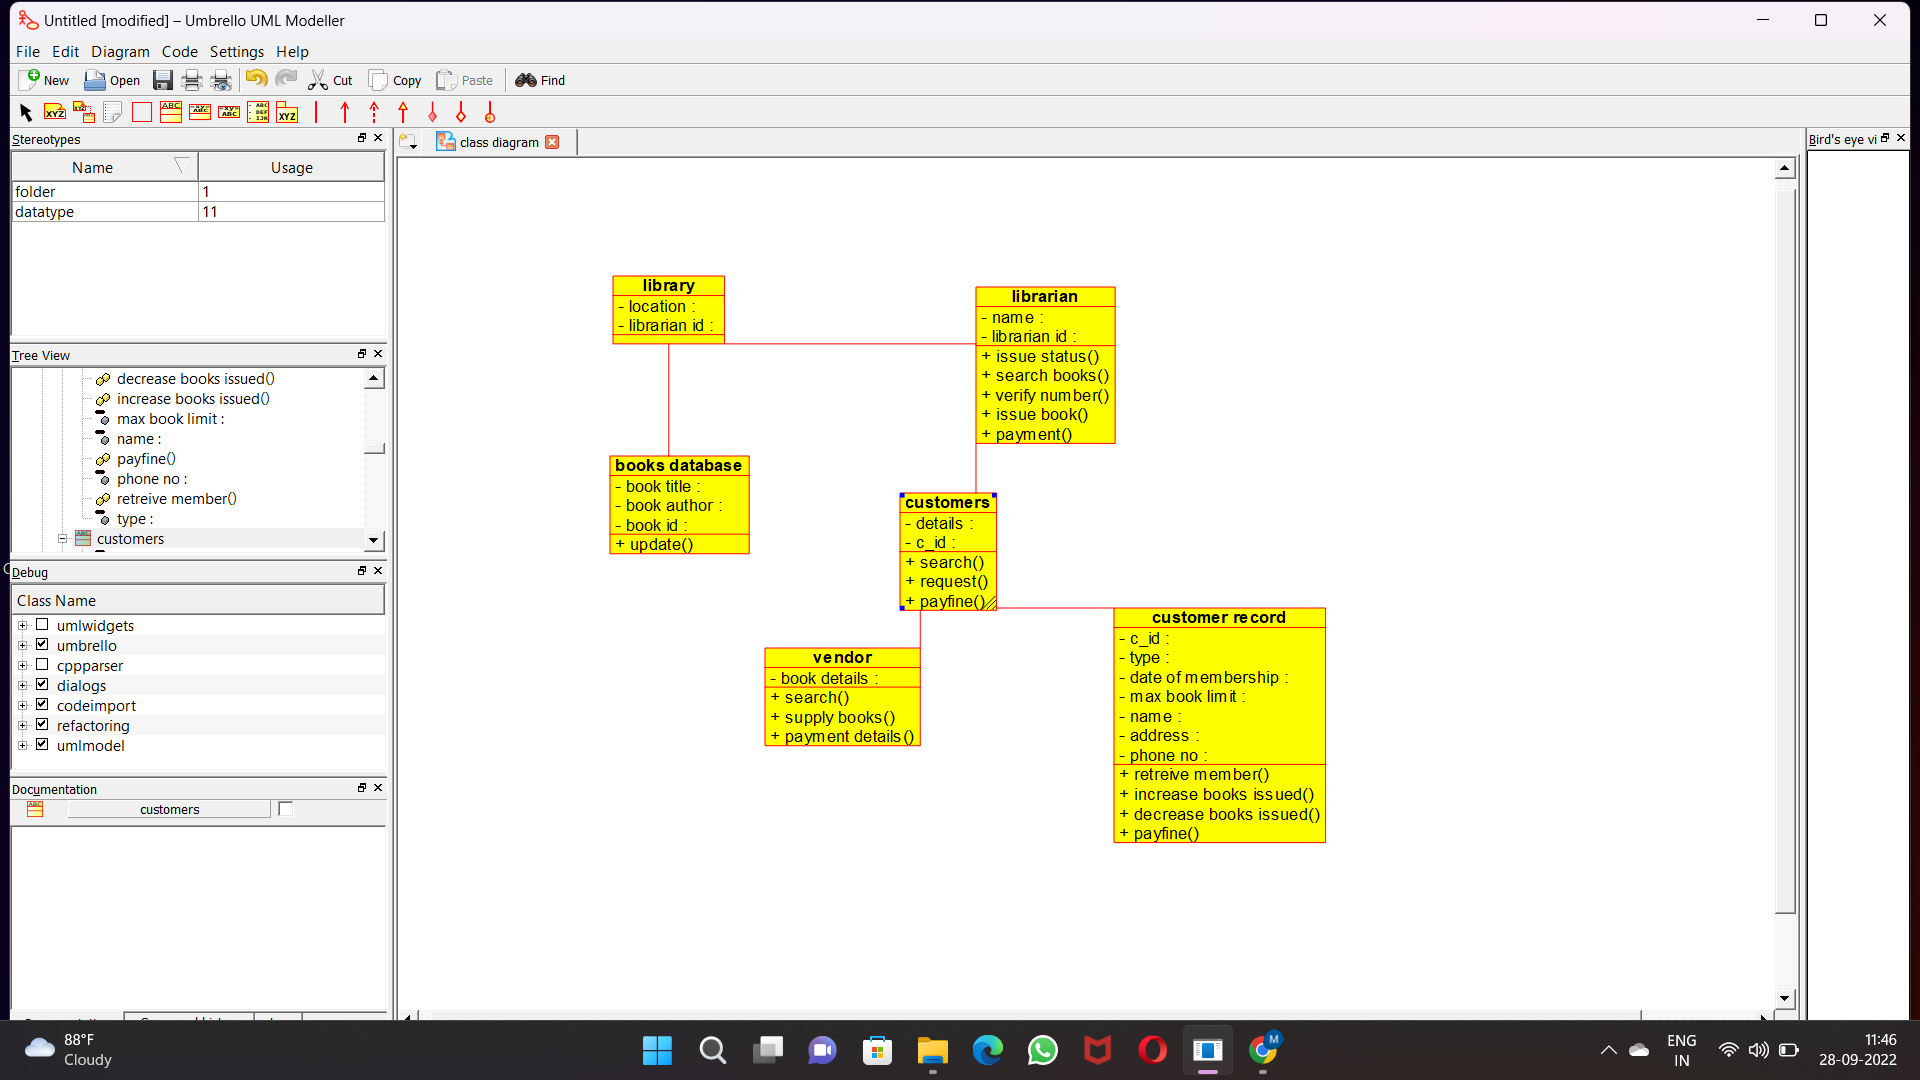 Untitled [modified] – Umbrello UML Modeller
File Edit Diagram Code Settings Help
New Open Cut Copy Paste Find
Stereotypes
Name Usage
folder 1
datatype 11
Tree View
decrease books issued()
increase books issued()
max book limit :
name :
payfine()
phone no :
retreive member()
type :
customers
Debug
Class Name
umlwidgets
umbrello
cppparser
dialogs
codeimport
refactoring
umlmodel
Documentation
customers
class diagram
Bird's eye vi
library
- location :
- librarian id :
librarian
- name :
- librarian id :
+ issue status()
+ search books()
+ verify number()
+ issue book()
+ payment()
books database
- book title :
- book author :
- book id :
+ update()
customers
- details :
- c_id :
+ search()
+ request()
+ payfine()
vendor
- book details :
+ search()
+ supply books()
+ payment details()
customer record
- c_id :
- type :
- date of membership :
- max book limit :
- name :
- address :
- phone no :
+ retreive member()
+ increase books issued()
+ decrease books issued()
+ payfine()
88°F
Cloudy
ENG
IN
11:46
28-09-2022